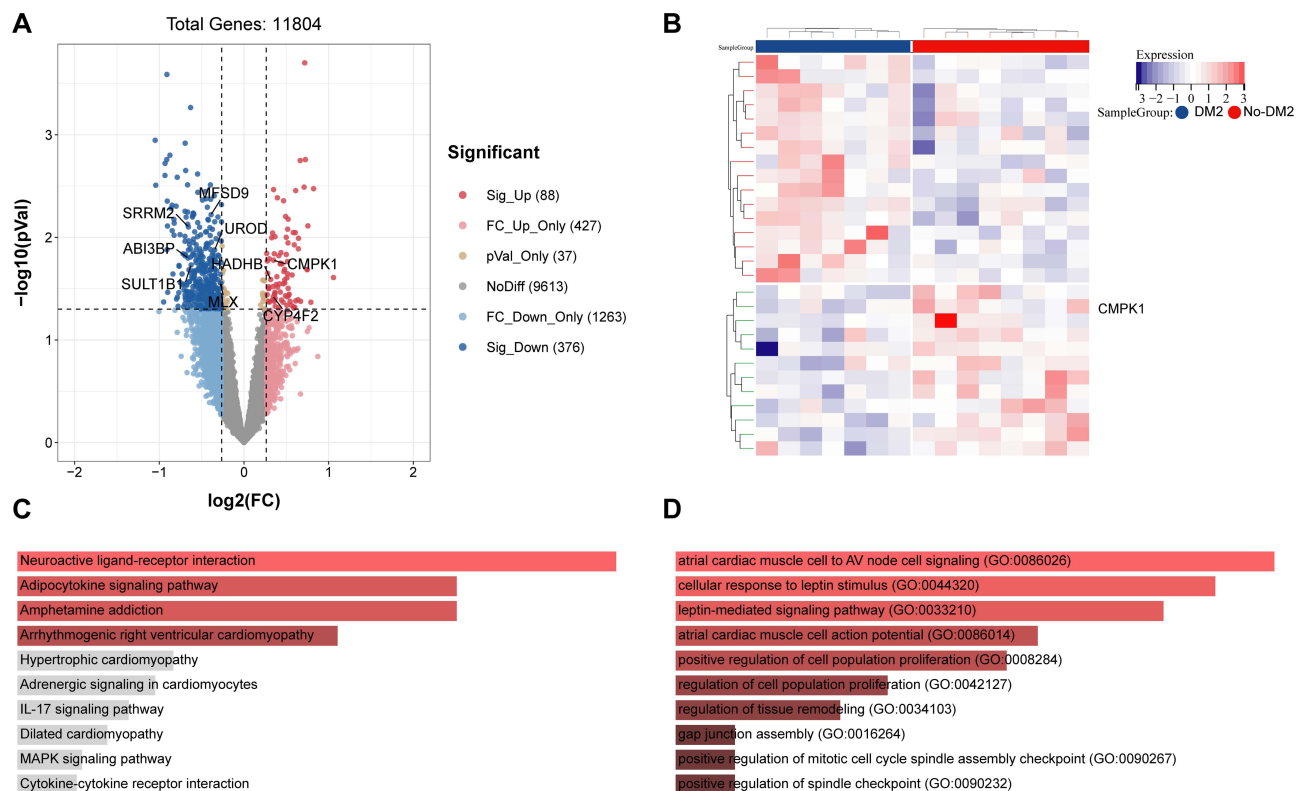 A
Total Genes: 11804
−log10(pVal)
3
2
1
0
−2
−1
0
1
2
log2(FC)
MFSD9
SRRM2
UROD
ABI3BP
HADHB
CMPK1
SULT1B1
MLX
CYP4F2
Significant
Sig_Up (88)
FC_Up_Only (427)
pVal_Only (37)
NoDiff (9613)
FC_Down_Only (1263)
Sig_Down (376)
B
SampleGroup
CMPK1
Expression
3 −2 −1 0 1 2 3
SampleGroup: DM2 No-DM2
C
Neuroactive ligand-receptor interaction
Adipocytokine signaling pathway
Amphetamine addiction
Arrhythmogenic right ventricular cardiomyopathy
Hypertrophic cardiomyopathy
Adrenergic signaling in cardiomyocytes
IL-17 signaling pathway
Dilated cardiomyopathy
MAPK signaling pathway
Cytokine-cytokine receptor interaction
D
atrial cardiac muscle cell to AV node cell signaling (GO:0086026)
cellular response to leptin stimulus (GO:0044320)
leptin-mediated signaling pathway (GO:0033210)
atrial cardiac muscle cell action potential (GO:0086014)
positive regulation of cell population proliferation (GO:0008284)
regulation of cell population proliferation (GO:0042127)
regulation of tissue remodeling (GO:0034103)
gap junction assembly (GO:0016264)
positive regulation of mitotic cell cycle spindle assembly checkpoint (GO:0090267)
positive regulation of spindle checkpoint (GO:0090232)